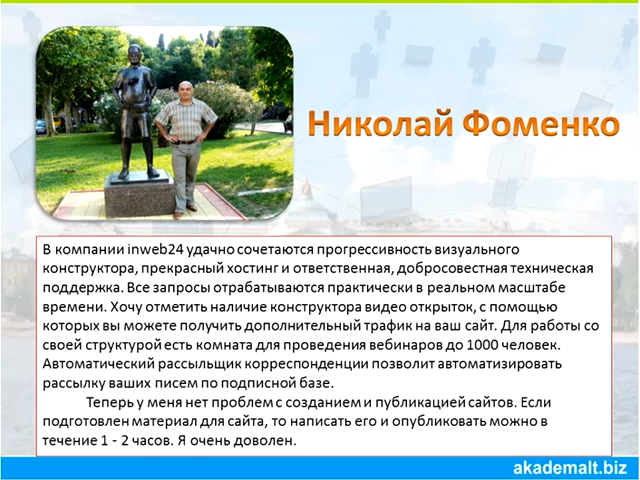 Николай Фоменко
В компании inweb24 удачно сочетаются прогрессивность визуального
конструктора, прекрасный хостинг и ответственная, добросовестная техническая
поддержка. Все запросы отрабатываются практически в реальном масштабе
времени. Хочу отметить наличие конструктора видео открыток, с помощью
которых вы можете получить дополнительный трафик на ваш сайт. Для работы со
своей структурой есть комната для проведения вебинаров до 1000 человек.
Автоматический рассыльщик корреспонденции позволит автоматизировать
рассылку ваших писем по подписной базе.
Теперь у меня нет проблем с созданием и публикацией сайтов. Если
подготовлен материал для сайта, то написать его и опубликовать можно в
течение 1 - 2 часов. Я очень доволен.
akademalt.biz